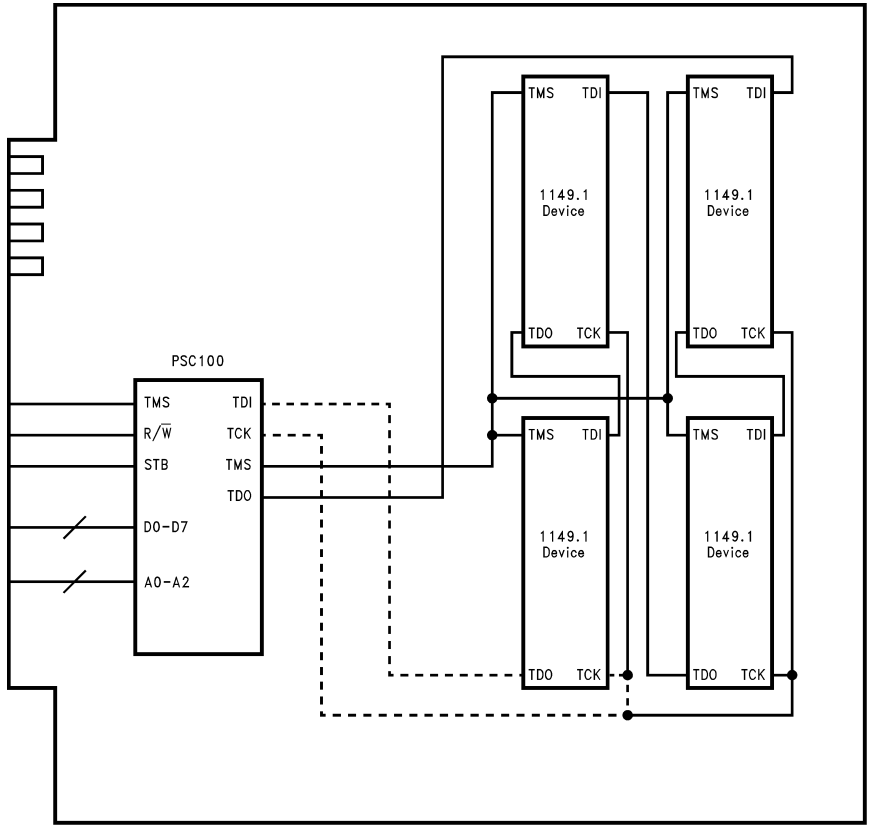 TMS TDI TMS TDI
1149.1 1149.1
Device Device
TDO TCK TDO TCK
PSC100
TMS TDI
R/W̅ TCK
STB TMS
TDO
D0-D7
A0-A2
TMS TDI TMS TDI
1149.1 1149.1
Device Device
TDO TCK TDO TCK